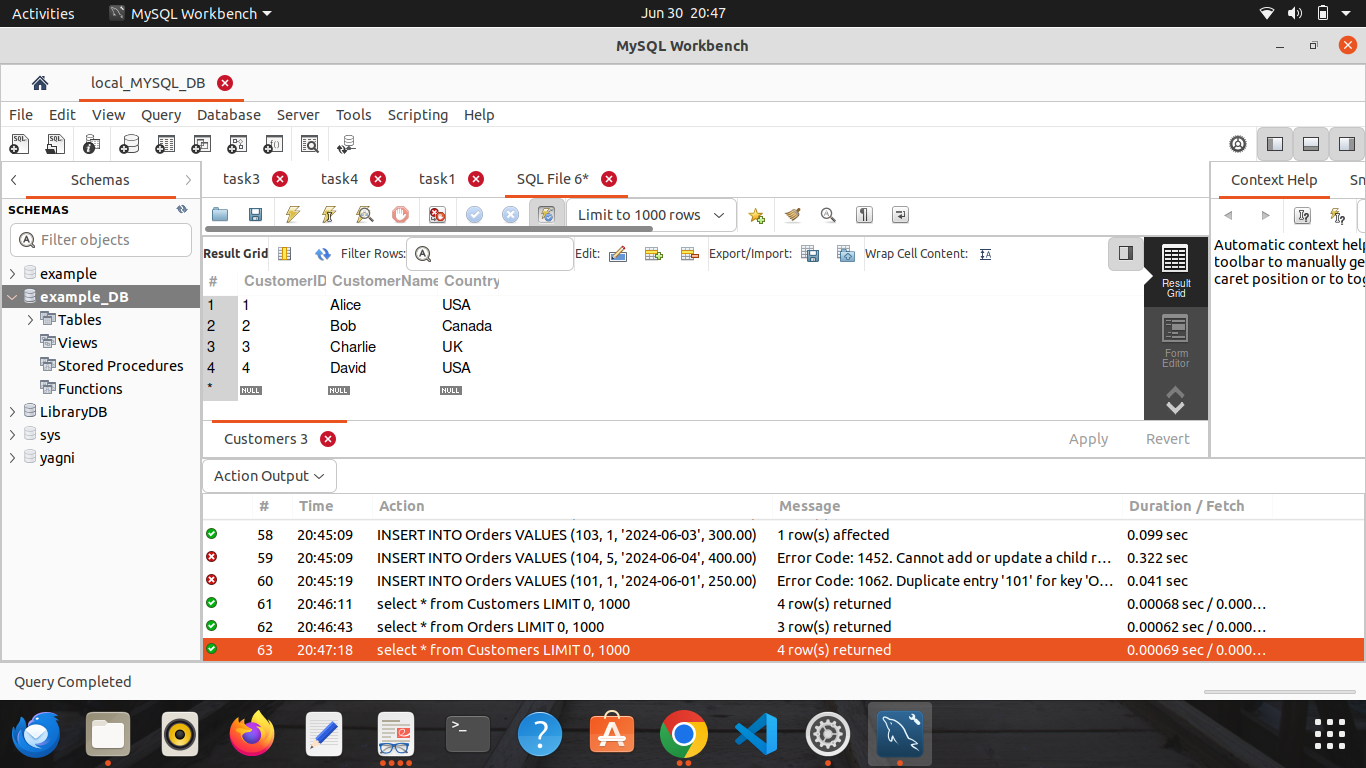 Activities MySQL Workbench Jun 30 20:47
MySQL Workbench
local_MYSQL_DB
File Edit View Query Database Server Scripting Tools Help
Schemas task3 task4 task1 SQL File 6* Context Help Sn
SCHEMAS
Filter objects
Limit to 1000 rows
example
example_DB
Tables
Views
Stored Procedures
Functions
LibraryDB
sys
yagni
Result Grid Filter Rows: Edit: Export/Import: Wrap Cell Content:
# CustomerID CustomerName Country
1 1 Alice USA
2 2 Bob Canada
3 3 Charlie UK
4 4 David USA
* NULL NULL NULL
Result
Grid
Form
Editor
Automatic context help
toolbar to manually ge
caret position or to tog
Customers 3 Apply Revert
Action Output
# Time Action Message Duration / Fetch
58 20:45:09 INSERT INTO Orders VALUES (103, 1, '2024-06-03', 300.00) 1 row(s) affected 0.099 sec
59 20:45:09 INSERT INTO Orders VALUES (104, 5, '2024-06-04', 400.00) Error Code: 1452. Cannot add or update a child r... 0.322 sec
60 20:45:19 INSERT INTO Orders VALUES (101, 1, '2024-06-01', 250.00) Error Code: 1062. Duplicate entry '101' for key 'O... 0.041 sec
61 20:46:11 select * from Customers LIMIT 0, 1000 4 row(s) returned 0.00068 sec / 0.000...
62 20:46:43 select * from Orders LIMIT 0, 1000 3 row(s) returned 0.00062 sec / 0.000...
63 20:47:18 select * from Customers LIMIT 0, 1000 4 row(s) returned 0.00069 sec / 0.000...
Query Completed